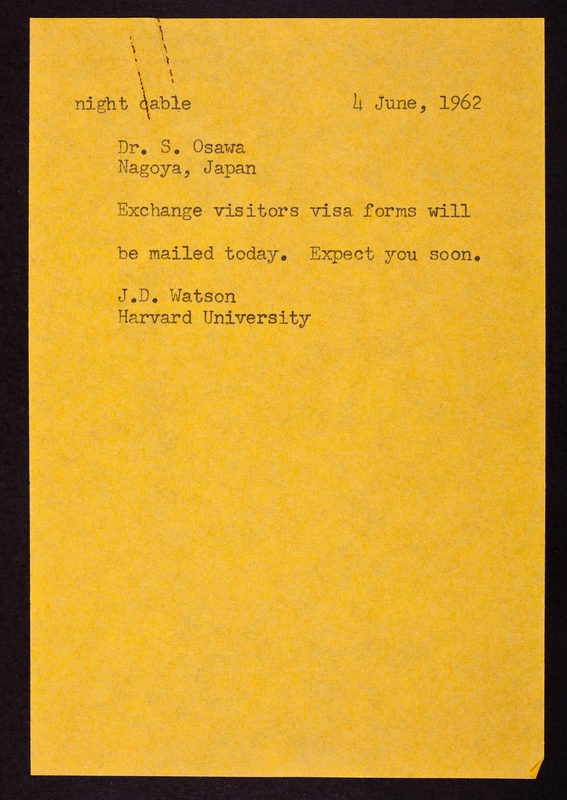 night cable 4 June, 1962
Dr. S. Osawa
Nagoya, Japan
Exchange visitors visa forms will
be mailed today. Expect you soon.
J.D. Watson
Harvard University